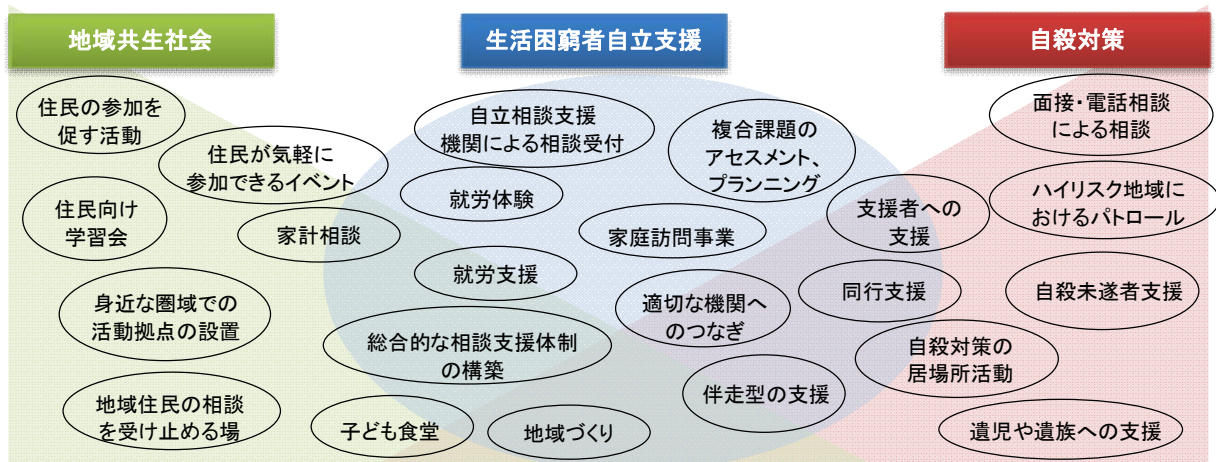 地域共生社会
生活困窮者自立支援
自殺対策
住民の参加を
促す活動
住民が気軽に
参加できるイベント
住民向け
学習会
家計相談
身近な圏域での
活動拠点の設置
地域住民の相談
を受け止める場
子ども食堂
自立相談支援
機関による相談受付
就労体験
就労支援
総合的な相談支援体制
の構築
地域づくり
複合課題の
アセスメント、
プランニング
家庭訪問事業
適切な機関へ
のつなぎ
伴走型の支援
支援者への
支援
同行支援
自殺対策の
居場所活動
面接・電話相談
による相談
ハイリスク地域に
おけるパトロール
自殺未遂者支援
遺児や遺族への支援